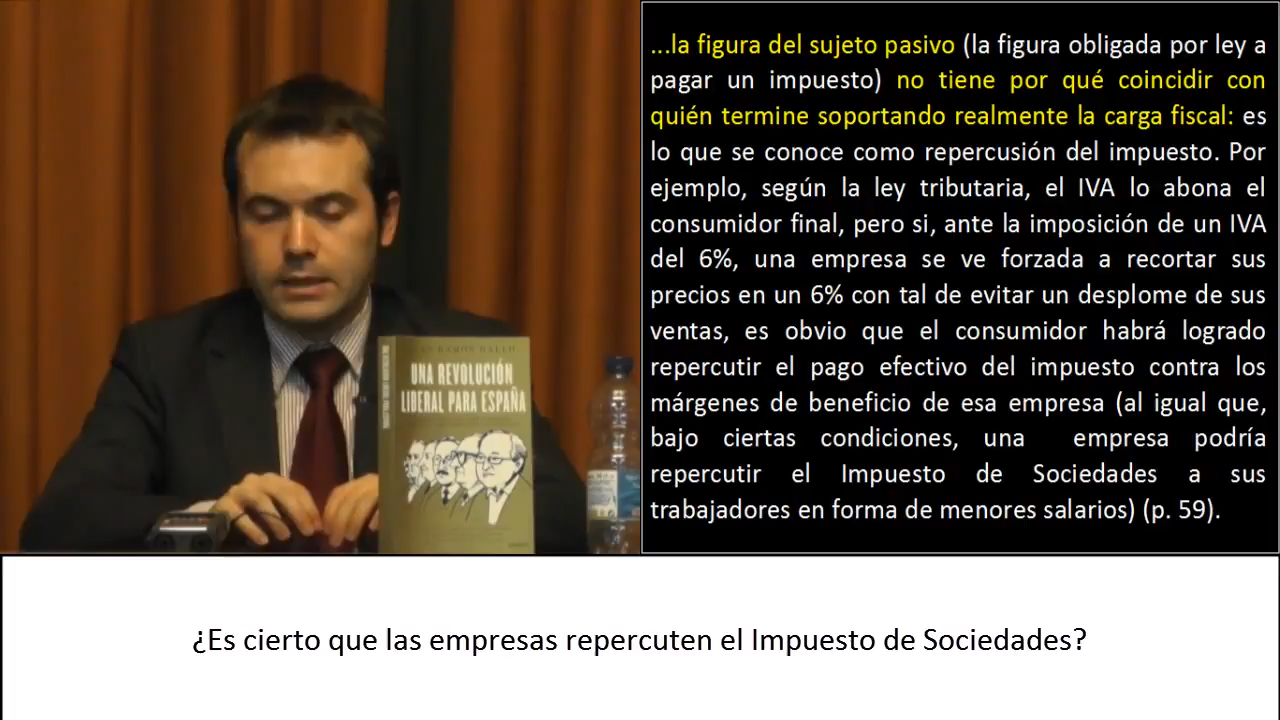 ...la figura del sujeto pasivo (la figura obligada por ley a
pagar un impuesto) no tiene por qué coincidir con
quién termine soportando realmente la carga fiscal: es
lo que se conoce como repercusión del impuesto. Por
ejemplo, según la ley tributaria, el IVA lo abona el
consumidor final, pero si, ante la imposición de un IVA
del 6%, una empresa se ve forzada a recortar sus
precios en un 6% con tal de evitar un desplome de sus
ventas, es obvio que el consumidor habrá logrado
repercutir el pago efectivo del impuesto contra los
márgenes de beneficio de esa empresa (al igual que,
bajo ciertas condiciones, una empresa podría
repercutir el Impuesto de Sociedades a sus
trabajadores en forma de menores salarios) (p. 59).
UNA REVOLUCIÓN
LIBERAL PARA ESPAÑA
¿Es cierto que las empresas repercuten el Impuesto de Sociedades?